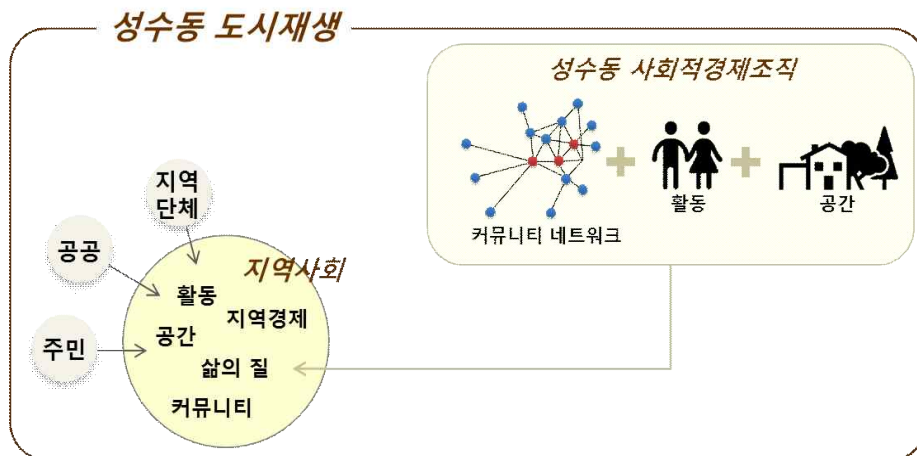 성수동 도시재생
성수동 사회적경제조직
커뮤니티 네트워크
활동
공간
지역
단체
공공
주민
지역사회
활동
지역경제
공간
삶의 질
커뮤니티